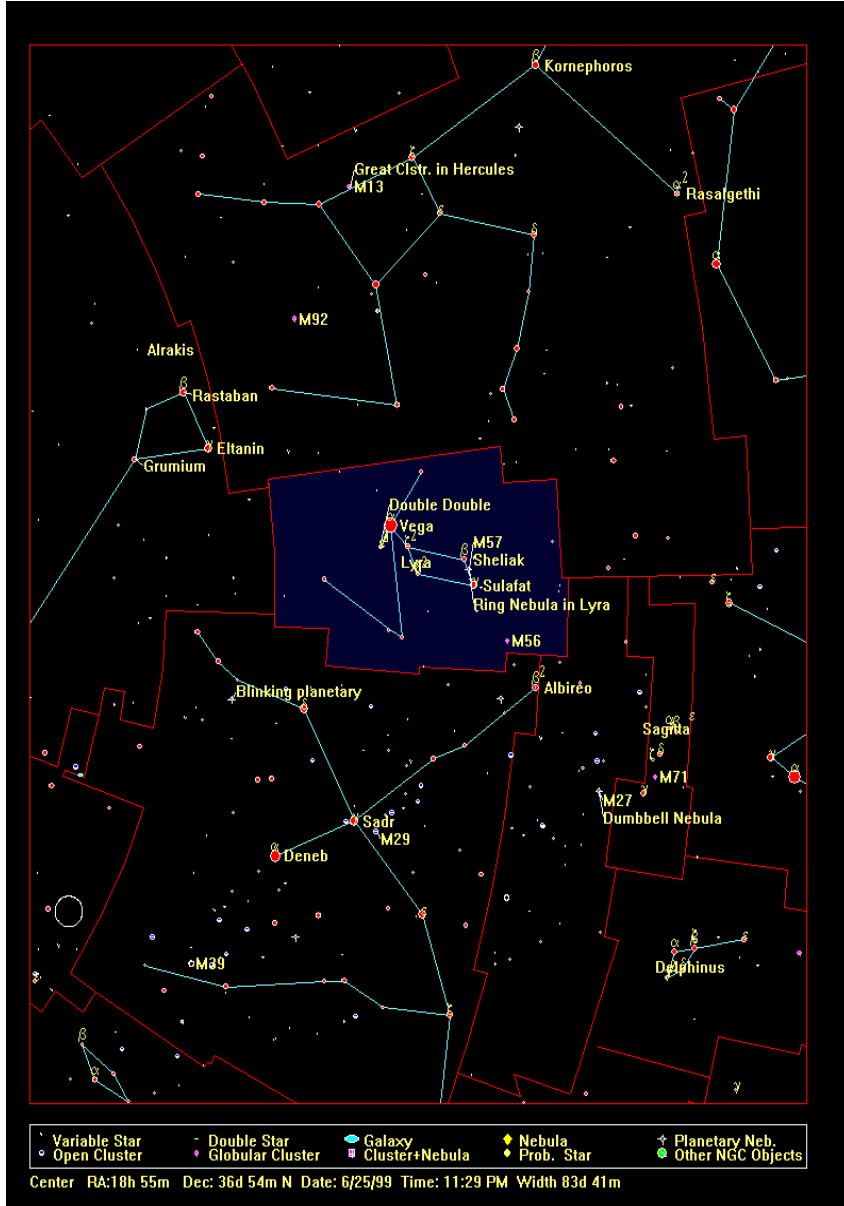 β
Kornephoros
ζ
Great Clstr. in Hercules
M13
α 2
Rasalgethi
ε
δ
α
M92
Alrakis
β
Rastaban
γ
Eltanin
Grumium
Double Double
α
Vega
M57
β
Sheliak
Lyra
γ
Sulafat
Ring Nebula in Lyra
M56
ε
ζ
β 2
Albireo
Blinking planetary
δ
α β ε
Sagitta
ζ δ
γ
α
M71
M27
γ
Dumbbell Nebula
γ
Sadr
M29
α
Deneb
ε
α β ε
M39
Delphinus
ζ
β
α
γ
Variable Star
Double Star
Galaxy
Nebula
Planetary Neb.
Open Cluster
Globular Cluster
Cluster+Nebula
Prob. Star
Other NGC Objects
Center RA:18h 55m Dec: 36d 54m N Date: 6/25/99 Time: 11:29 PM Width 83d 41m